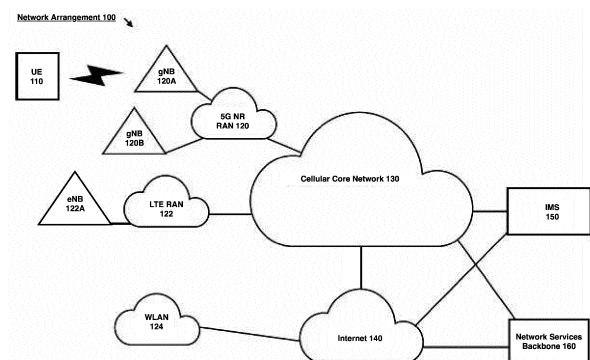 Network Arrangement 100
UE
110
gNB
120A
5G NR
RAN 120
gNB
120B
Cellular Core Network 130
eNB
122A
LTE RAN
122
IMS
150
WLAN
124
Internet 140
Network Services
Backbone 160